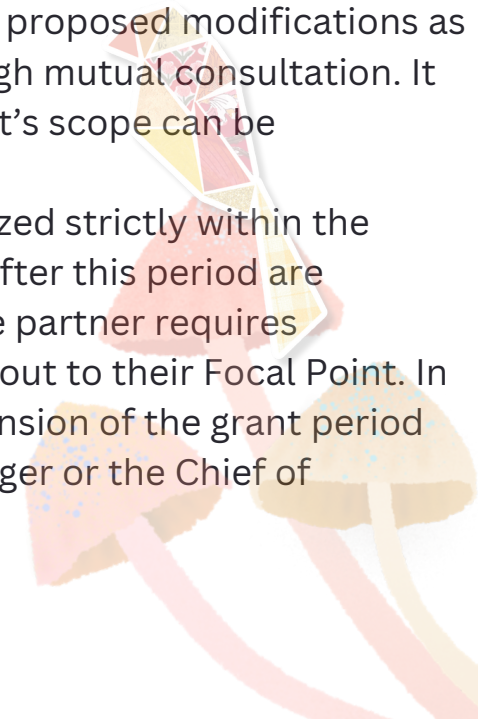 proposed modifications as
gh mutual consultation. It
t’s scope can be
zed strictly within the
fter this period are
e partner requires
out to their Focal Point. In
nsion of the grant period
ger or the Chief of